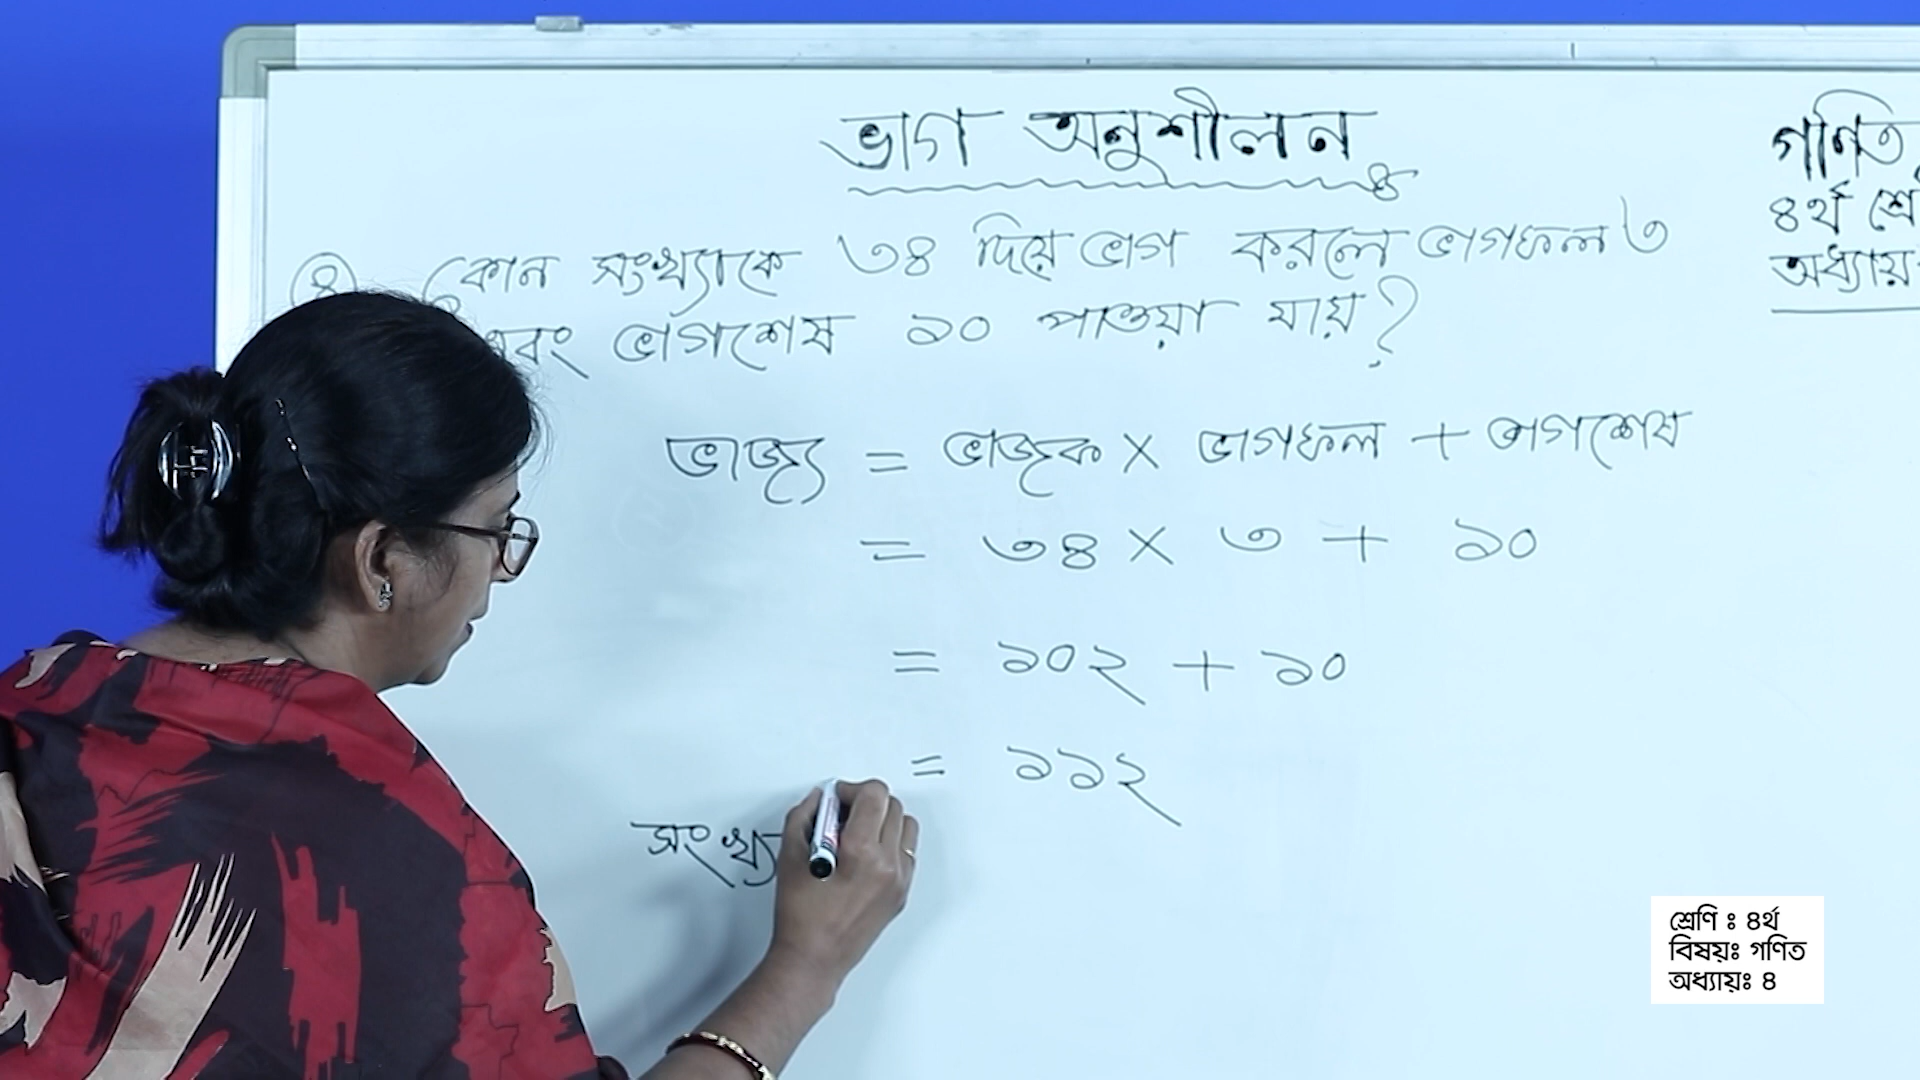 ভাগ অনুশীলন
৪ কোন সংখ্যাকে ৩৪ দিয়ে ভাগ করলে ভাগফল ৩
এবং ভাগশেষ ১০ পাওয়া যায়?
ভাজ্য = ভাজক × ভাগফল + ভাগশেষ
= ৩৪ × ৩ + ১০
= ১০২ + ১০
= ১১২
সংখ্যা
গণিত
৪র্থ শ্রে
অধ্যায়
শ্রেণি ঃ ৪র্থ
বিষয়ঃ গণিত
অধ্যায়ঃ ৪